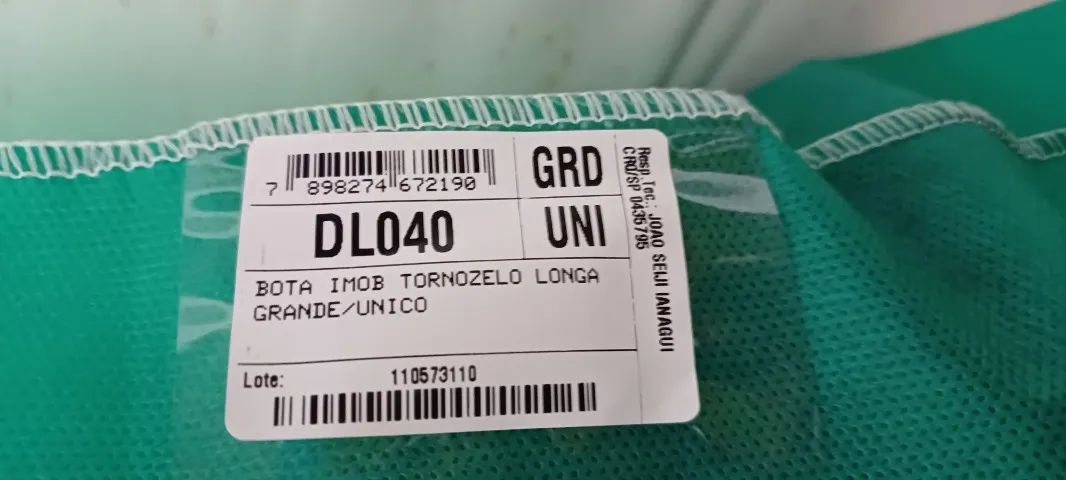 7 898274 672190
GRD
DL040
UNI
BOTA IMOB TORNOZELO LONGA
GRANDE/UNICO
Lote: 110573110
Resp.Tec.: JOAO SEIJI IANAGUI
CRQ/SP 0435795